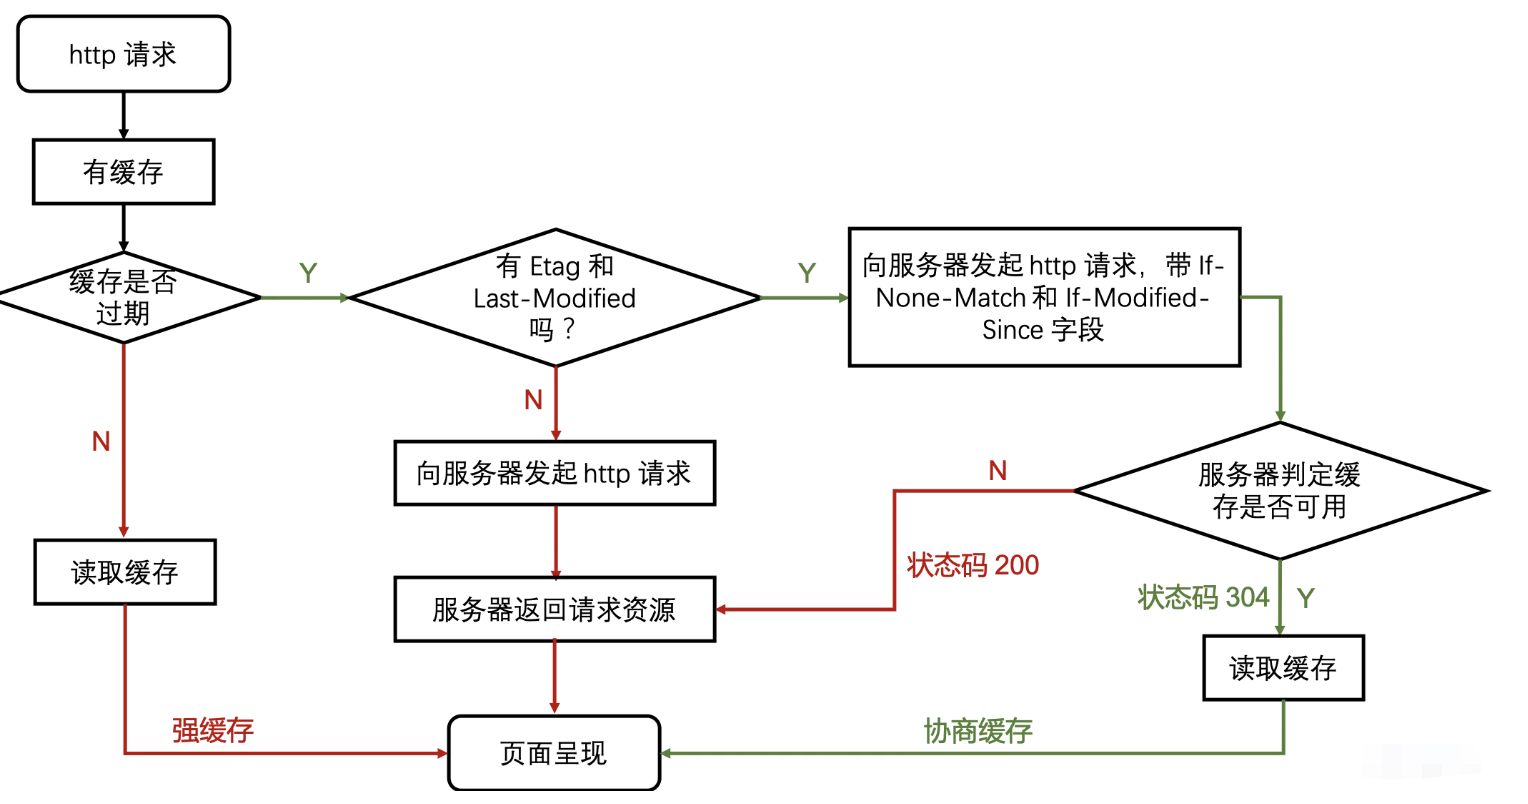 http 请求
有缓存
缓存是否
过期
Y
有 Etag 和
Last-Modified
吗？
Y
向服务器发起 http 请求，带 If-
None-Match 和 If-Modified-
Since 字段
N
N
向服务器发起 http 请求
N
服务器判定缓
存是否可用
读取缓存
服务器返回请求资源
状态码 200
状态码 304
Y
读取缓存
强缓存
页面呈现
协商缓存